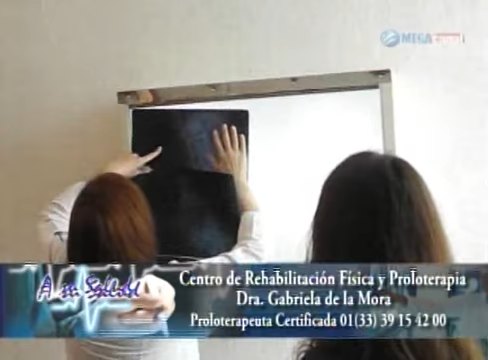 MEGA canal
A su Salud
Centro de Rehabilitación Física y Proloterapia
Dra. Gabriela de la Mora
Proloterapeuta Certificada 01(33) 39 15 42 00